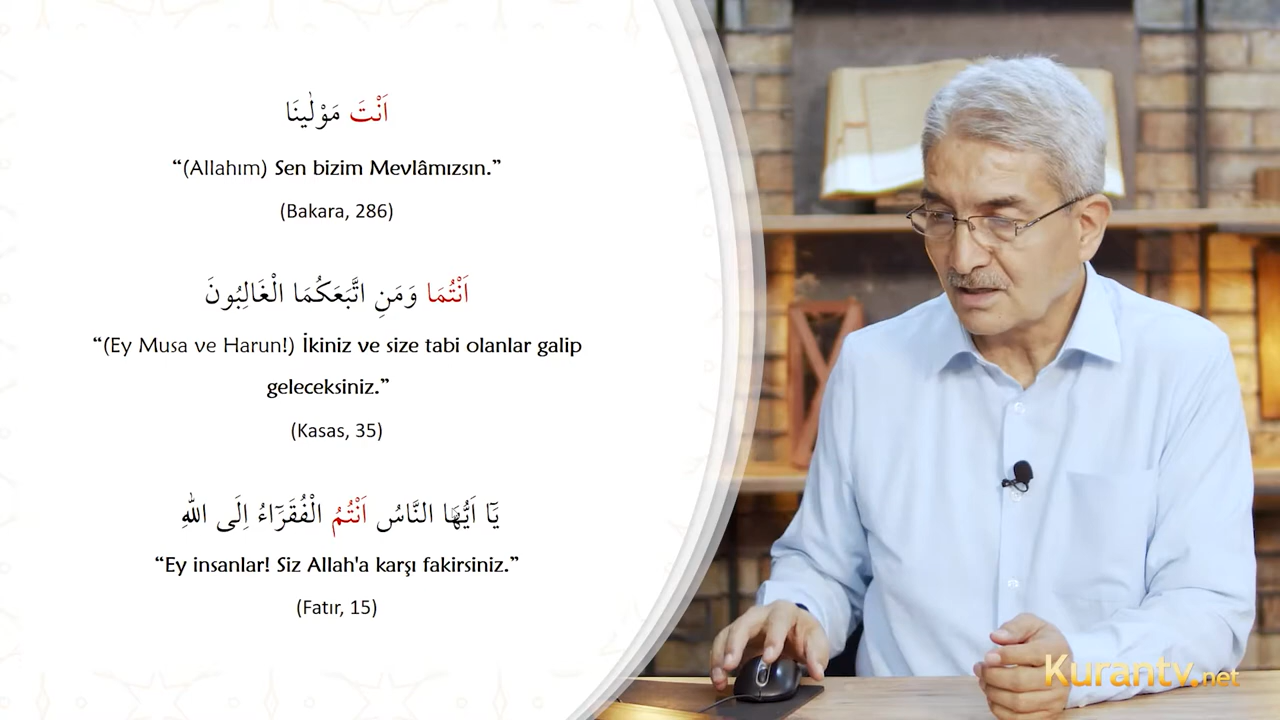 اَنْتَ مَوْلٰينَا
“(Allahım) Sen bizim Mevlâmızsın.”
(Bakara, 286)
اَنْتُمَا وَمَنِ اتَّبَعَكُمَا الْغَالِبُونَ
“(Ey Musa ve Harun!) İkiniz ve size tabi olanlar galip
geleceksiniz.”
(Kasas, 35)
يَٓا اَيُّهَا النَّاسُ اَنْتُمُ الْفُقَرَٓاءُ اِلَى اللّٰهِ
“Ey insanlar! Siz Allah'a karşı fakirsiniz.”
(Fatır, 15)
Kurantv.net